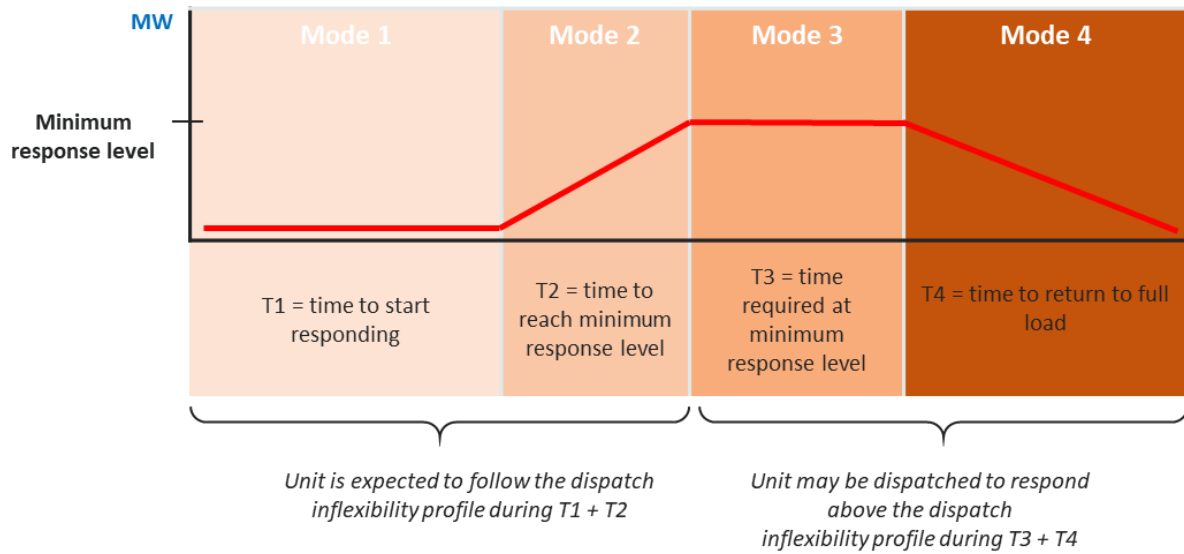 MW
Mode 1
Mode 2
Mode 3
Mode 4
Minimum
response level
T1 = time to start
responding
T2 = time to
reach minimum
response level
T3 = time
required at
minimum
response level
T4 = time to return to full
load
Unit is expected to follow the dispatch
inflexibility profile during T1 + T2
Unit may be dispatched to respond
above the dispatch
inflexibility profile during T3 + T4